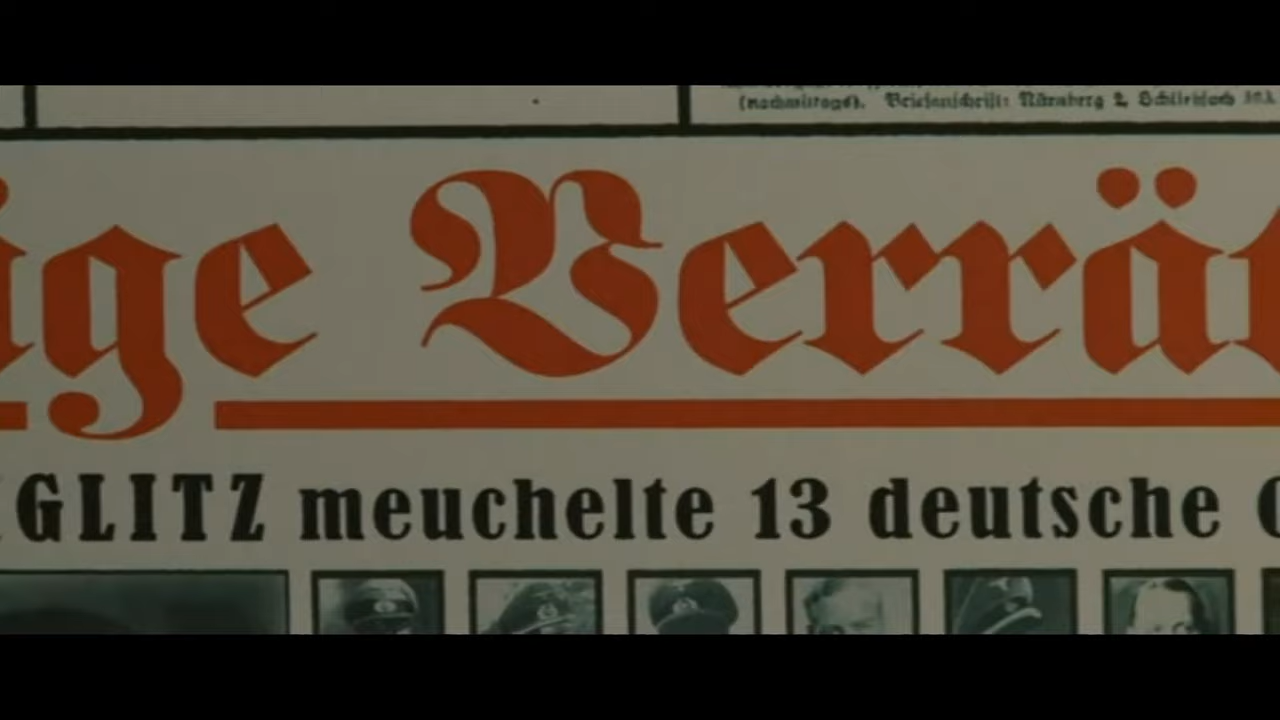 (nachmittags). Briefanschrift: Nürnberg 2, Schließfach
ige Verrät
GLITZ meuchelte 13 deutsche